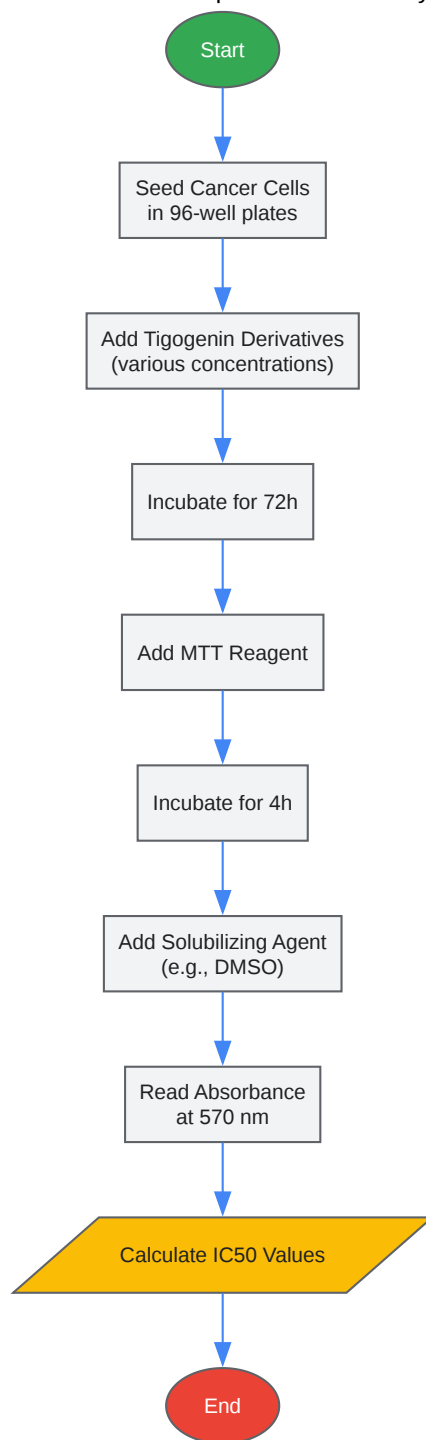 Start
Seed Cancer Cells
in 96-well plates
Add Tigogenin Derivatives
(various concentrations)
Incubate for 72h
Add MTT Reagent
Incubate for 4h
Add Solubilizing Agent
(e.g., DMSO)
Read Absorbance
at 570 nm
Calculate IC50 Values
End